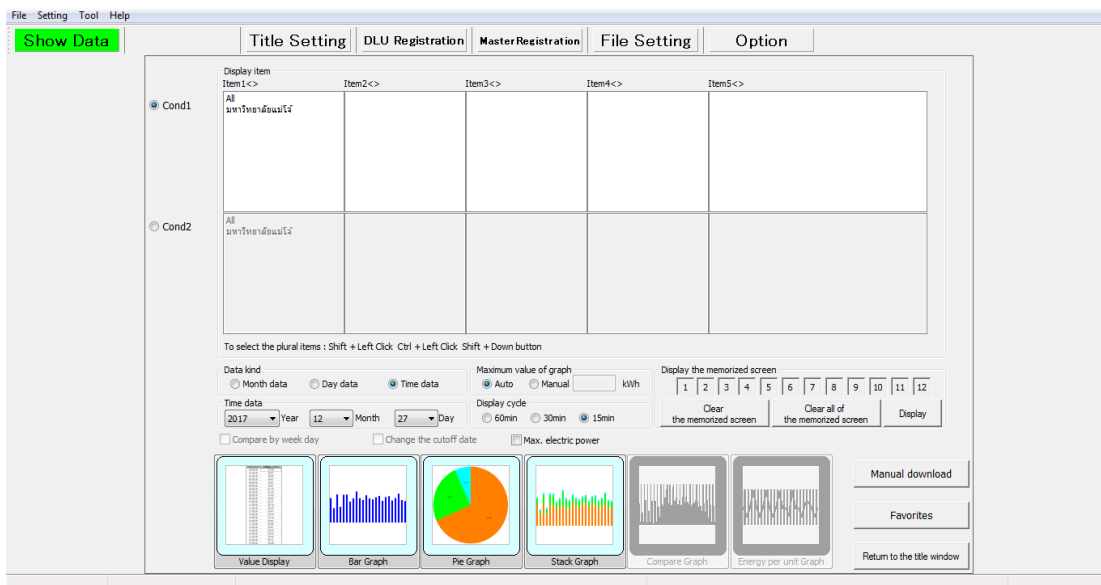 File Setting Tool Help
Show Data Title Setting DLU Registration MasterRegistration File Setting Option
Display item
Item1<> Item2<> Item3<> Item4<> Item5<>
Cond1
All
มหาวิทยาลัยแม่โจ้
Cond2
All
มหาวิทยาลัยแม่โจ้
To select the plural items : Shift + Left Click Ctrl + Left Click Shift + Down button
Data kind
Month data Day data Time data
Maximum value of graph
Auto Manual kWh
Display the memorized screen
1 2 3 4 5 6 7 8 9 10 11 12
Time data
2017 Year 12 Month 27 Day
Display cycle
60min 30min 15min
Clear
the memorized screen
Clear all of
the memorized screen
Display
Compare by week day Change the cutoff date Max. electric power
Value Display Bar Graph Pie Graph Stack Graph Compare Graph Energy per unit Graph
Manual download
Favorites
Return to the title window